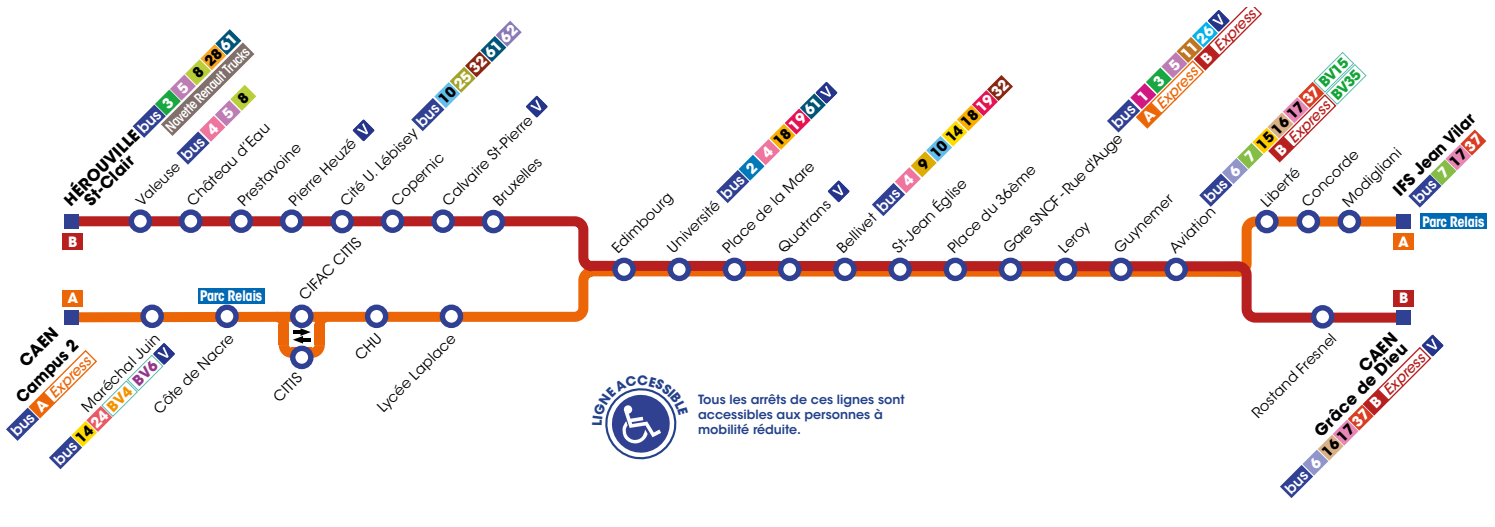 HÉROUVILLE
St-Clair
bus 3 5 8 28 61
Navette Renault Trucks
B
Valeuse
bus 4 5 8
Château d'Eau
Prestavoine
Pierre Heuzé V
Cité U. Lébisey
bus 10 25 32 61 62
Copernic
Calvaire St-Pierre V
Bruxelles
A
CAEN
Campus 2
bus A Express
Maréchal Juin
bus 14 24 BV4 BV6 V
Parc Relais
Côte de Nacre
CIFAC CITIS
CITIS
CHU
Lycée Laplace
Edimbourg
Université
bus 2 4 18 19 61 V
Place de la Mare
Quatrans V
Bellivet
bus 4 9 10 14 18 19 32
St-Jean Église
Place du 36ème
Gare SNCF - Rue d'Auge
bus 1 3 5 11 26 V
A Express B Express
Leroy
Guynemer
Aviation
bus 6 7 15 16 17 37 BV15
B Express BV35
Liberté
Concorde
Modigliani
IFS Jean Vilar
bus 7 17 37
Parc Relais
A
Rostand Fresnel
B
CAEN
Grâce de Dieu
bus 6 16 17 37 B Express V
LIGNE ACCESSIBLE
Tous les arrêts de ces lignes sont
accessibles aux personnes à
mobilité réduite.